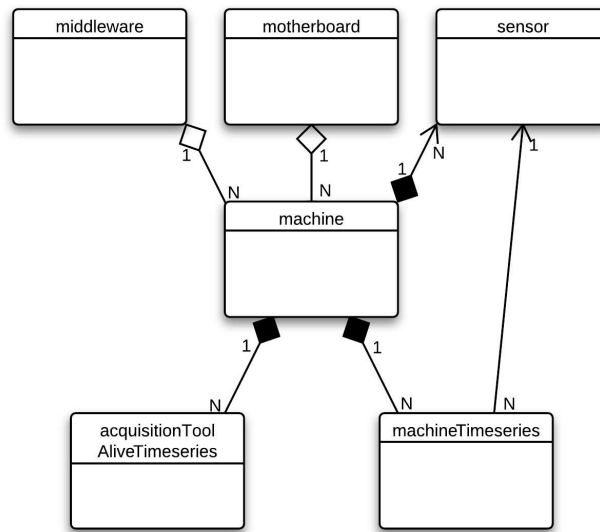 middleware
motherboard
sensor
1
1
1
N
N
N
1
machine
1
1
N
N
N
acquisitionTool
AliveTimeseries
machineTimeseries